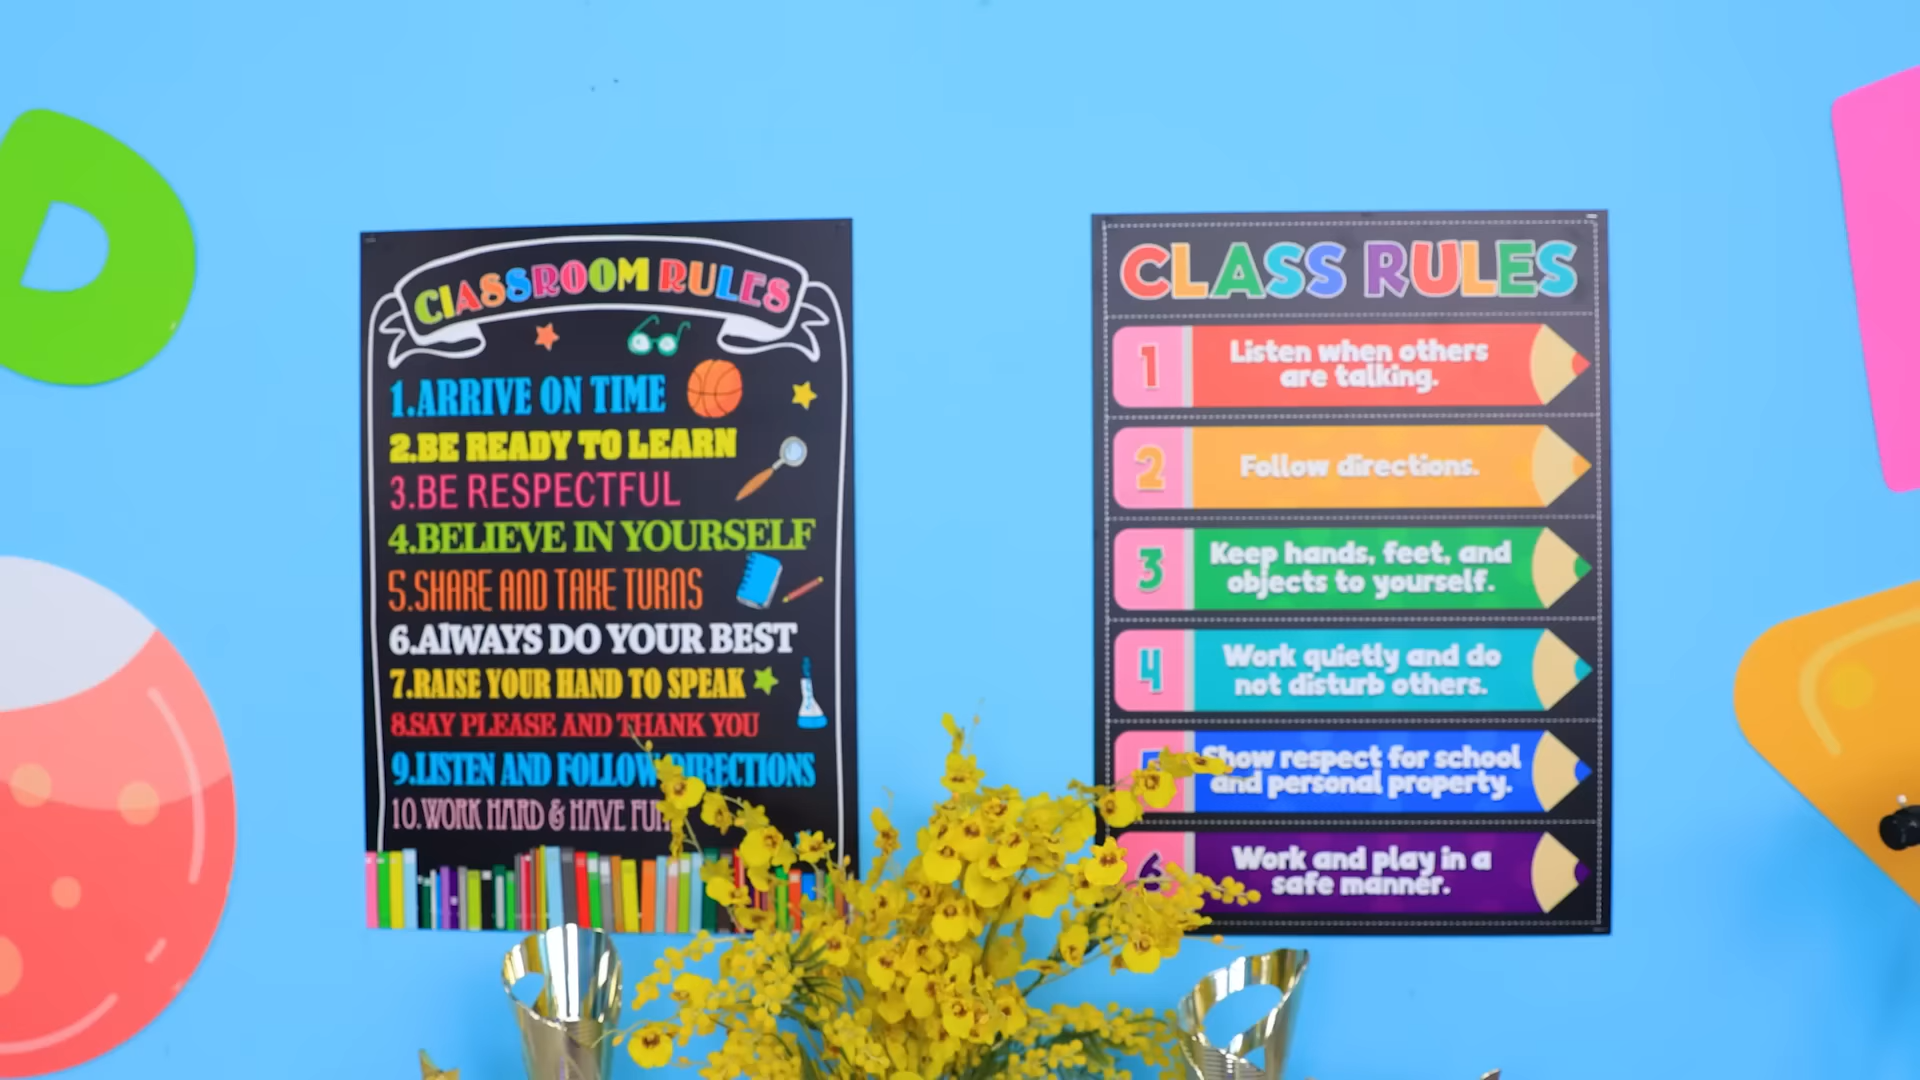 CLASSROOM RULES
1.ARRIVE ON TIME
2.BE READY TO LEARN
3.BE RESPECTFUL
4.BELIEVE IN YOURSELF
5.SHARE AND TAKE TURNS
6.AlWAYS DO YOUR BEST
7.RAISE YOUR HAND TO SPEAK
8.SAY PLEASE AND THANK YOU
9.LISTEN AND FOLLOW DIRECTIONS
10.WORK HARD & HAVE FUN
CLASS RULES
1
Listen when others
are talking.
2
Follow directions.
3
Keep hands, feet, and
objects to yourself.
4
Work quietly and do
not disturb others.
5
Show respect for school
and personal property.
6
Work and play in a
safe manner.